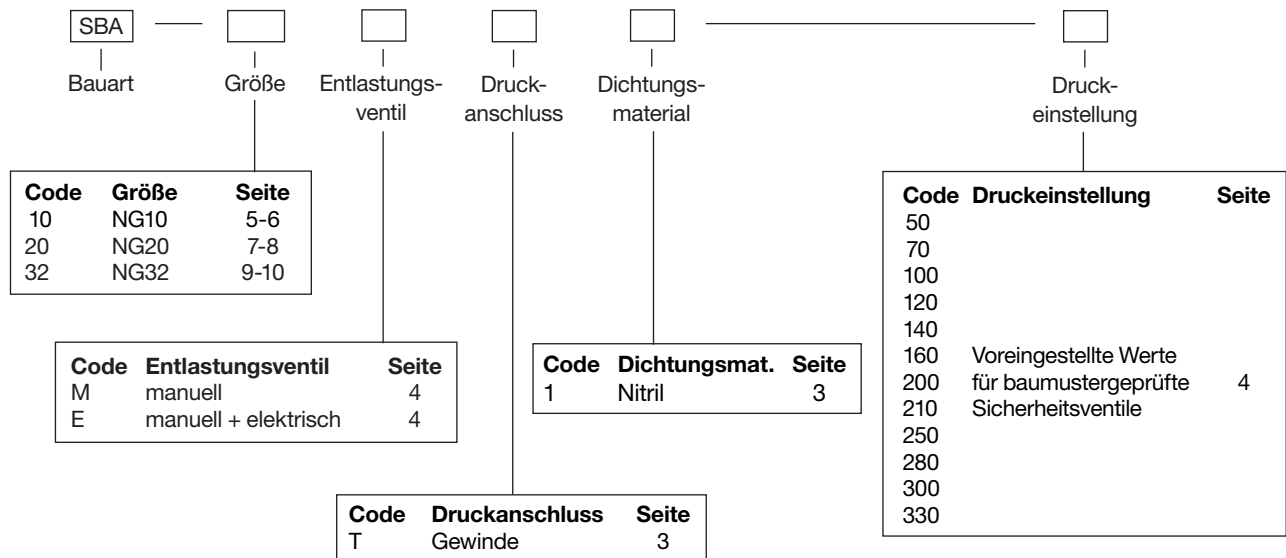 SBA
Bauart
Größe
Entlastungs-
ventil
Druck-
anschluss
Dichtungs-
material
Druck-
einstellung
Code Größe Seite
10 NG10 5-6
20 NG20 7-8
32 NG32 9-10
Code Entlastungsventil Seite
M manuell 4
E manuell + elektrisch 4
Code Druckanschluss Seite
T Gewinde 3
Code Dichtungsmat. Seite
1 Nitril 3
Code Druckeinstellung Seite
50
70
100
120
140
160 Voreingestellte Werte
200 für baumustergeprüfte 4
210 Sicherheitsventile
250
280
300
330